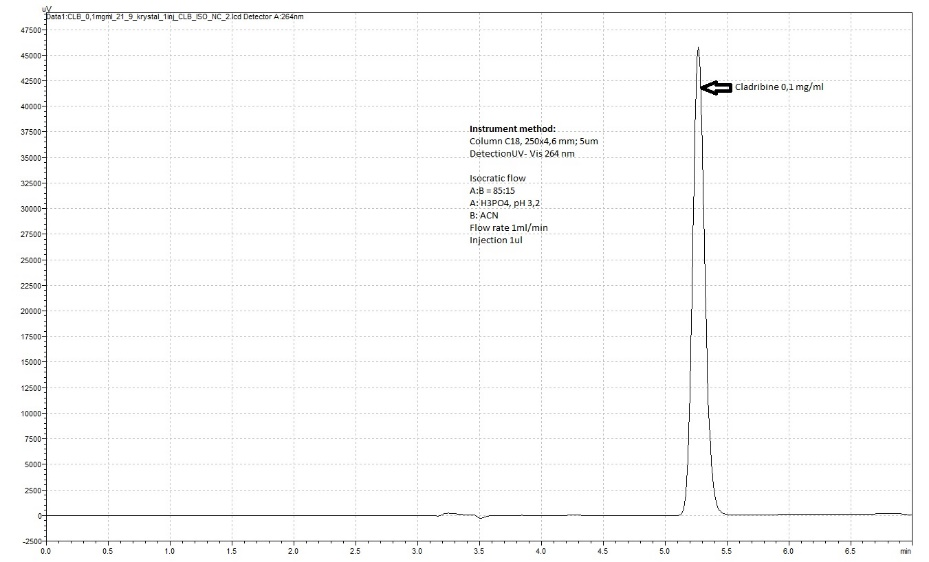 uV
Data1:CLB_0,1mgml_21_9_krystal_1inj_CLB_ISO_NC_2.lcd Detector A:264nm
47500
45000
42500
40000
37500
35000
32500
30000
27500
25000
22500
20000
17500
15000
12500
10000
7500
5000
2500
0
-2500
Cladribine 0,1 mg/ml
Instrument method:
Column C18, 250x4,6 mm; 5um
DetectionUV- Vis 264 nm
Isocratic flow
A:B = 85:15
A: H3PO4, pH 3,2
B: ACN
Flow rate 1ml/min
Injection 1ul
0.0 0.5 1.0 1.5 2.0 2.5 3.0 3.5 4.0 4.5 5.0 5.5 6.0 6.5 min